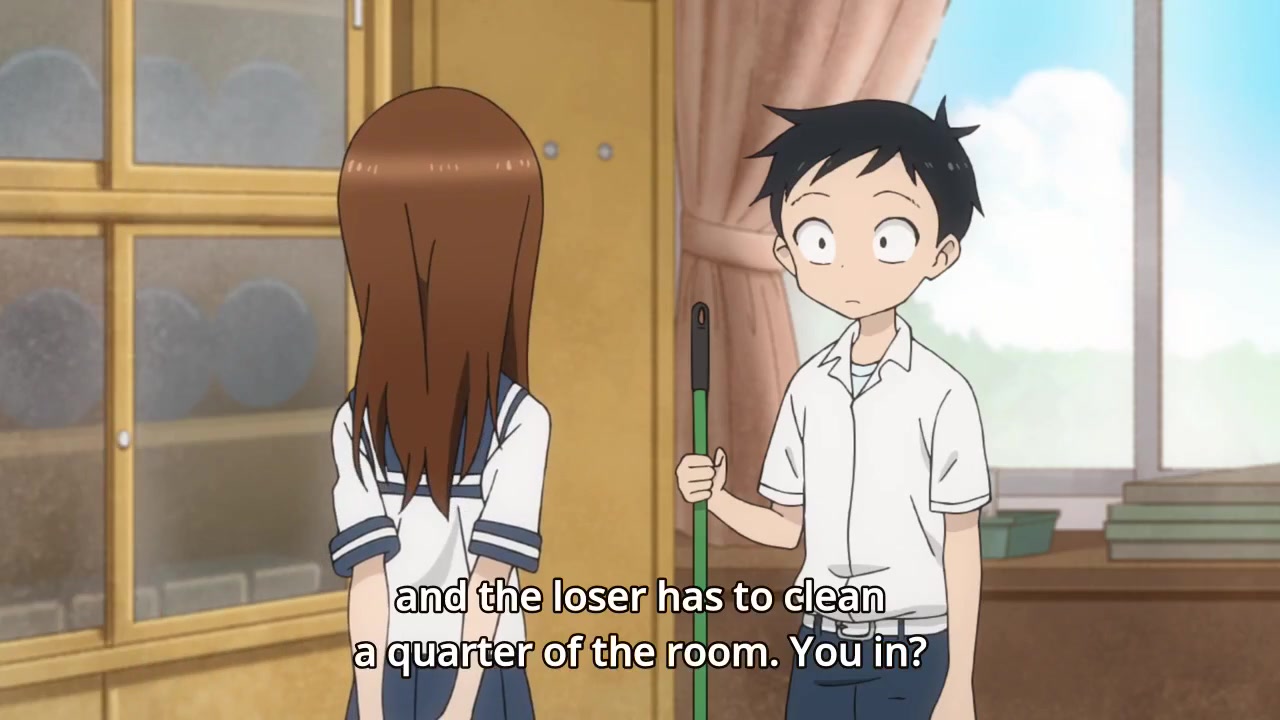 and the loser has to clean
a quarter of the room. You in?